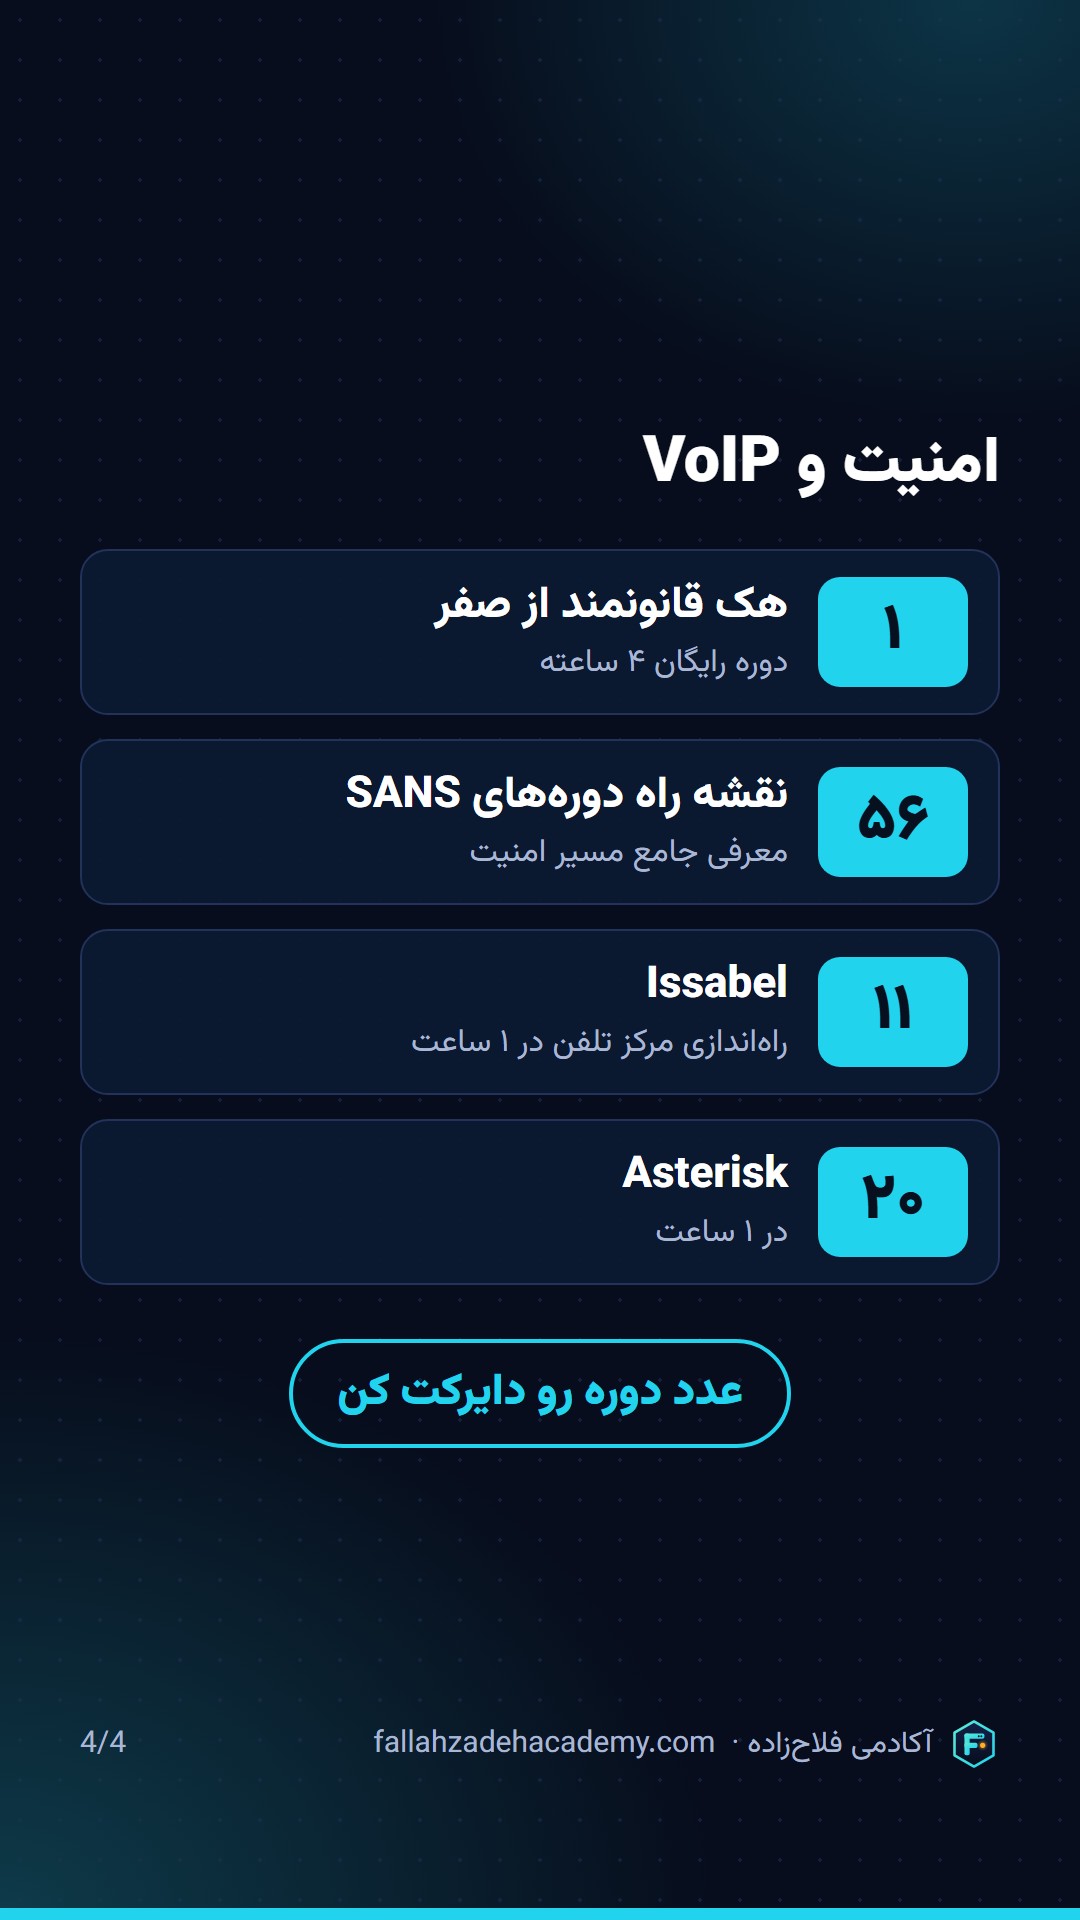 امنیت و VoIP
۱
هک قانونمند از صفر
دوره رایگان ۴ ساعته
۵۶
نقشه راه دوره‌های SANS
معرفی جامع مسیر امنیت
۱۱
Issabel
راه‌اندازی مرکز تلفن در ۱ ساعت
۲۰
Asterisk
در ۱ ساعت
عدد دوره رو دایرکت کن
آکادمی فلاح‌زاده · fallahzadehacademy.com
4/4